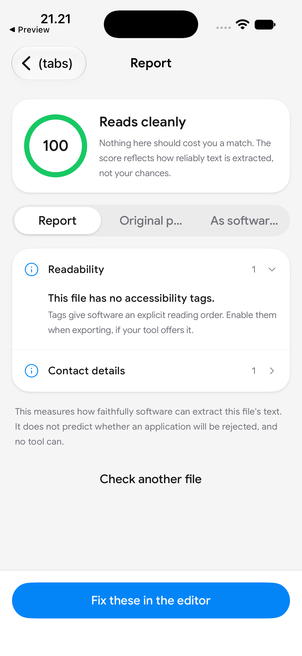 21.21
◀ Preview
(tabs)
Report
100
Reads cleanly
Nothing here should cost you a match. The
score reflects how reliably text is extracted,
not your chances.
Report
Original p...
As softwar...
Readability
1
This file has no accessibility tags.
Tags give software an explicit reading order. Enable them
when exporting, if your tool offers it.
Contact details
1
This measures how faithfully software can extract this file's text.
It does not predict whether an application will be rejected, and
no tool can.
Check another file
Fix these in the editor